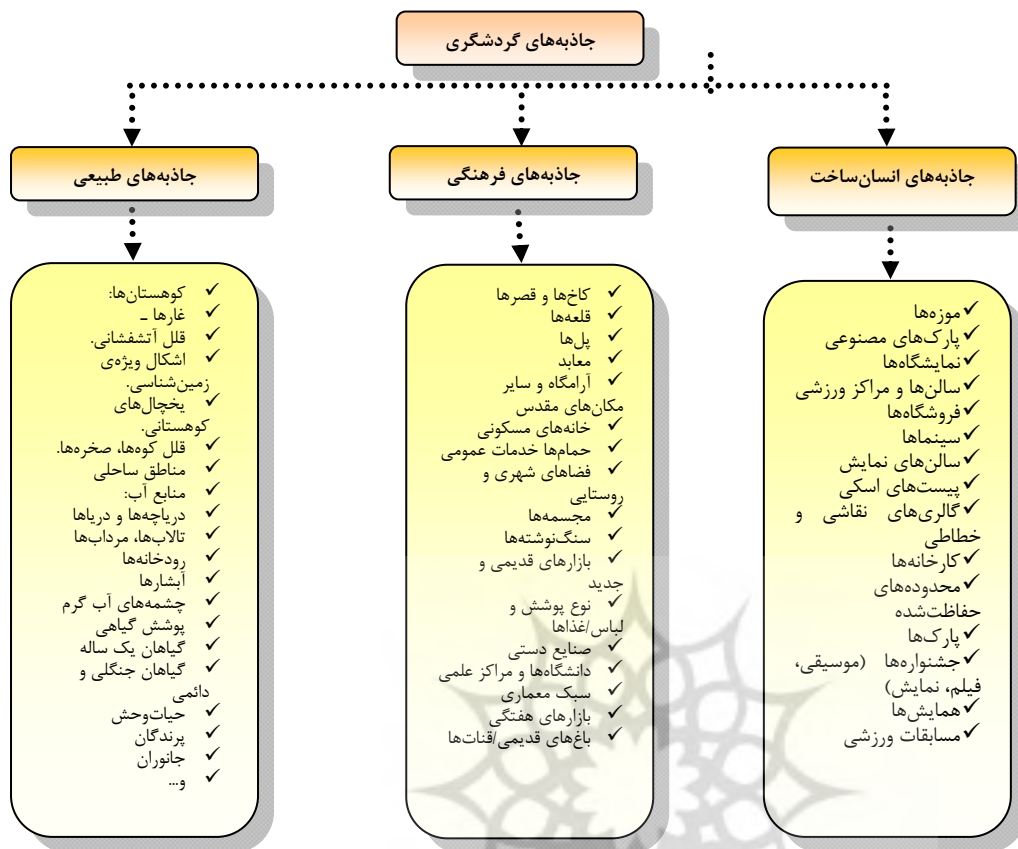 جاذبه‌های گردشگری
جاذبه‌های انسان‌ساخت
جاذبه‌های فرهنگی
جاذبه‌های طبیعی
✓ موزه‌ها
✓ پارک‌های مصنوعی
✓ نمایشگاه‌ها
✓ سالن‌ها و مراکز ورزشی
✓ فروشگاه‌ها
✓ سینماها
✓ سالن‌های نمایش
✓ پیست‌های اسکی
✓ گالری‌های نقاشی و
خطاطی
✓ کارخانه‌ها
✓ محدوده‌های
حفاظت‌شده
✓ پارک‌ها
✓ جشنواره‌ها (موسیقی،
فیلم، نمایش)
✓ همایش‌ها
✓ مسابقات ورزشی
✓ کاخ‌ها و قصرها
✓ قلعه‌ها
✓ پل‌ها
✓ معابد
✓ آرامگاه و سایر
مکان‌های مقدس
✓ خانه‌های مسکونی
✓ حمام‌ها خدمات عمومی
✓ فضاهای شهری و
روستایی
✓ مجسمه‌ها
✓ سنگ‌نوشته‌ها
✓ بازارهای قدیمی و
جدید
✓ نوع پوشش و
لباس/غذاها
✓ صنایع دستی
✓ دانشگاه‌ها و مراکز علمی
✓ سبک معماری
✓ بازارهای هفتگی
✓ باغ‌های قدیمی/قنات‌ها
✓ کوهستان‌ها:
✓ غارها ـ
✓ قلل آتشفشانی.
✓ اشکال ویژه‌ی
زمین‌شناسی.
✓ یخچال‌های
کوهستانی.
✓ قلل کوه‌ها، صخره‌ها.
✓ مناطق ساحلی
✓ منابع آب:
✓ دریاچه‌ها و دریاها
✓ تالاب‌ها، مرداب‌ها
✓ رودخانه‌ها
✓ آبشارها
✓ چشمه‌های آب گرم
✓ پوشش گیاهی
✓ گیاهان یک ساله
✓ گیاهان جنگلی و
دائمی
✓ حیات‌وحش
✓ پرندگان
✓ جانوران
✓ و...